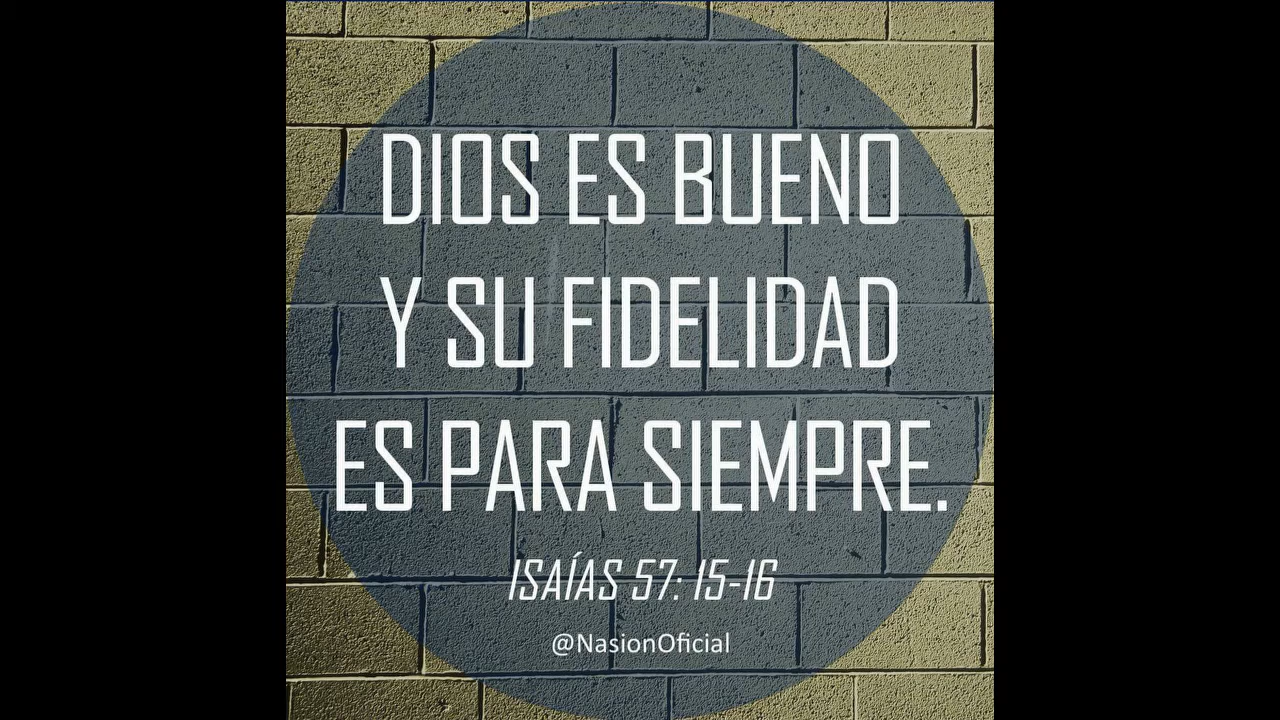 DIOS ES BUENO
Y SU FIDELIDAD
ES PARA SIEMPRE.
ISAÍAS 57: 15-16
@NasionOficial